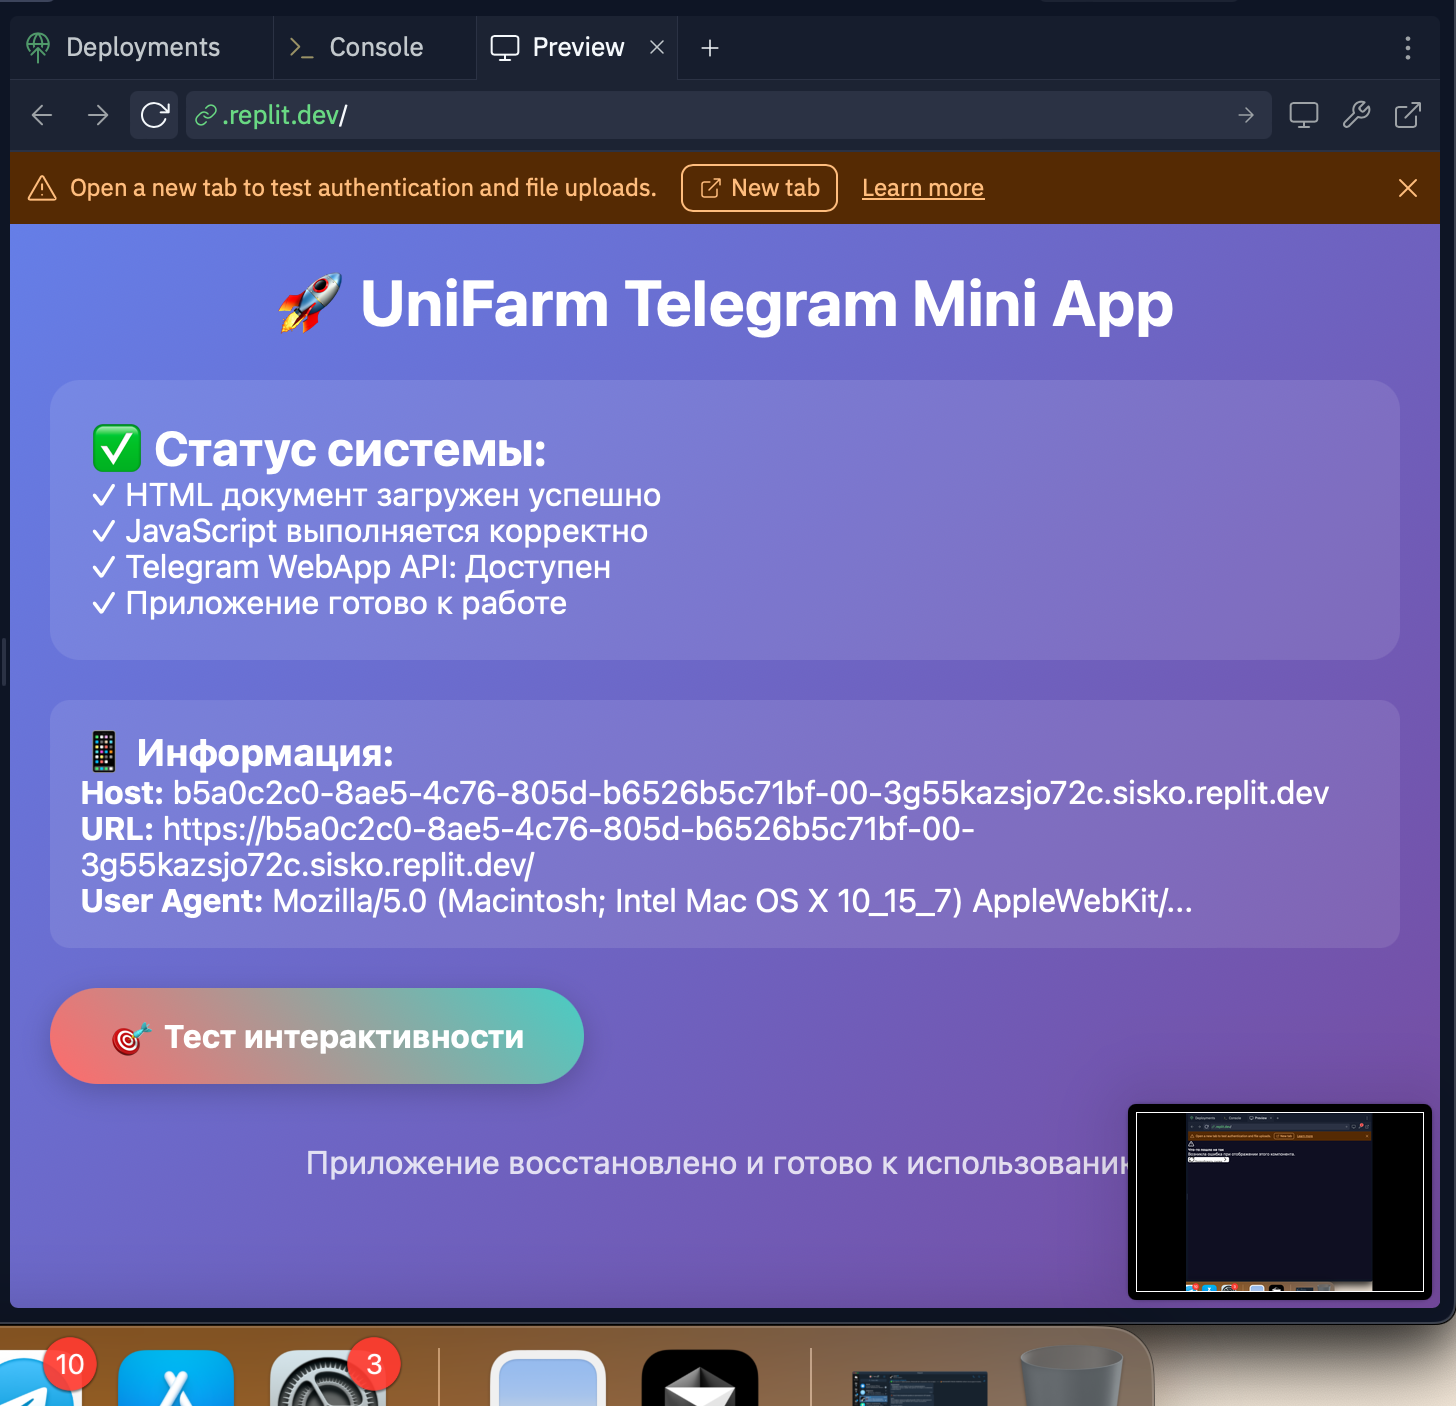 Deployments
Console
Preview
.replit.dev/
Open a new tab to test authentication and file uploads.
New tab
Learn more
🚀 UniFarm Telegram Mini App
✅ Статус системы:
✓ HTML документ загружен успешно
✓ JavaScript выполняется корректно
✓ Telegram WebApp API: Доступен
✓ Приложение готово к работе
📱 Информация:
Host: b5a0c2c0-8ae5-4c76-805d-b6526b5c71bf-00-3g55kazsjo72c.sisko.replit.dev
URL: https://b5a0c2c0-8ae5-4c76-805d-b6526b5c71bf-00-
3g55kazsjo72c.sisko.replit.dev/
User Agent: Mozilla/5.0 (Macintosh; Intel Mac OS X 10_15_7) AppleWebKit/...
🎯 Тест интерактивности
Приложение восстановлено и готово к
10
3